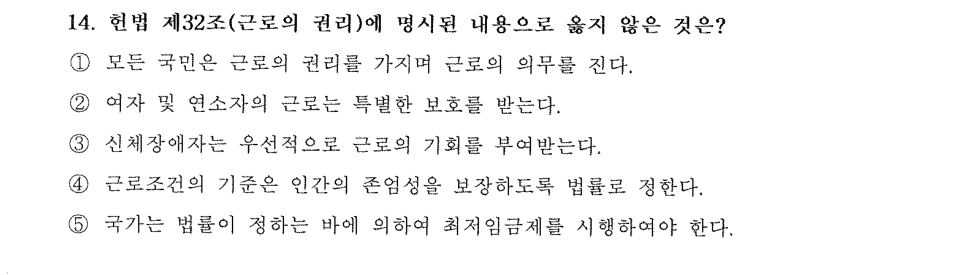 14. 헌법 제32조(근로의 권리)에 명시된 내용으로 옳지 않은 것은?
① 모든 국민은 근로의 권리를 가지며 근로의 의무를 진다.
② 여자 및 연소자의 근로는 특별한 보호를 받는다.
③ 신체장애자는 우선적으로 근로의 기회를 부여받는다.
④ 근로조건의 기준은 인간의 존엄성을 보장하도록 법률로 정한다.
⑤ 국가는 법률이 정하는 바에 의하여 최저임금제를 시행하여야 한다.